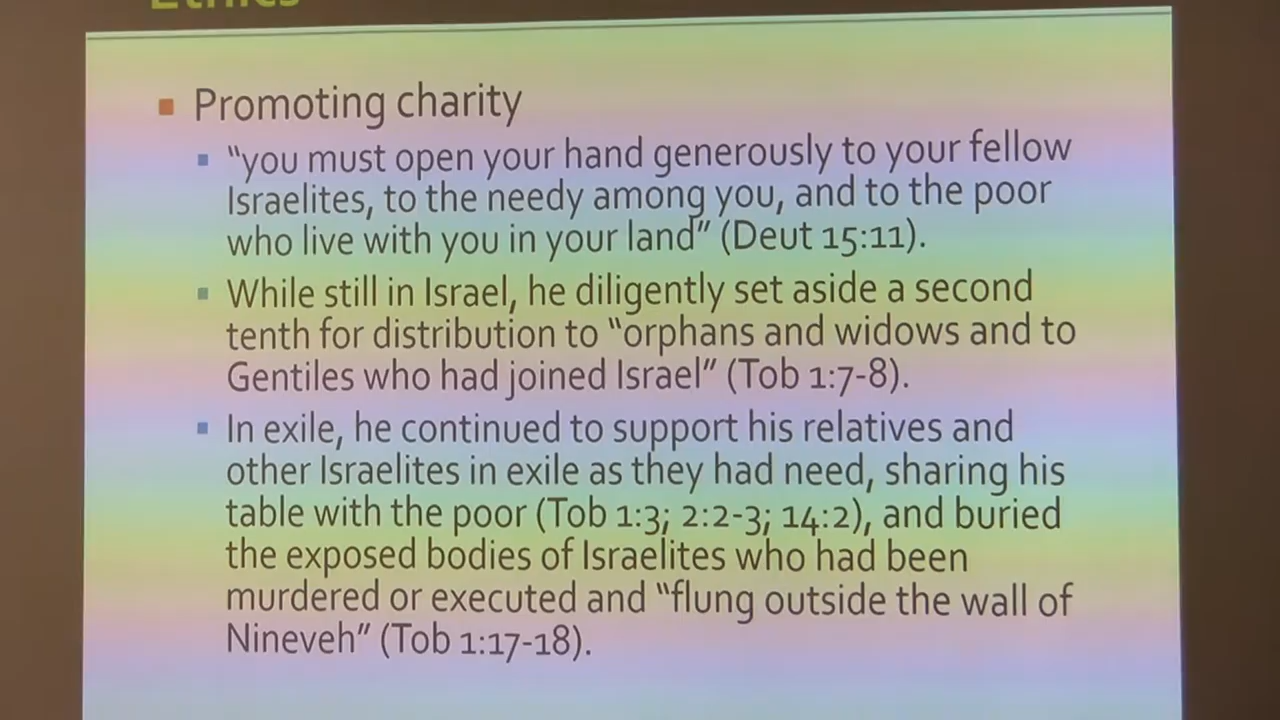 Ethics
Promoting charity
“you must open your hand generously to your fellow
Israelites, to the needy among you, and to the poor
who live with you in your land” (Deut 15:11).
While still in Israel, he diligently set aside a second
tenth for distribution to “orphans and widows and to
Gentiles who had joined Israel” (Tob 1:7-8).
In exile, he continued to support his relatives and
other Israelites in exile as they had need, sharing his
table with the poor (Tob 1:3; 2:2-3; 14:2), and buried
the exposed bodies of Israelites who had been
murdered or executed and “flung outside the wall of
Nineveh” (Tob 1:17-18).